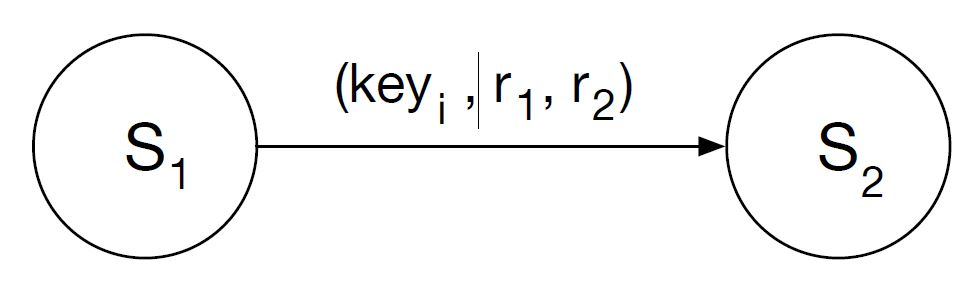 (key_i , r_1, r_2)
S_1
S_2